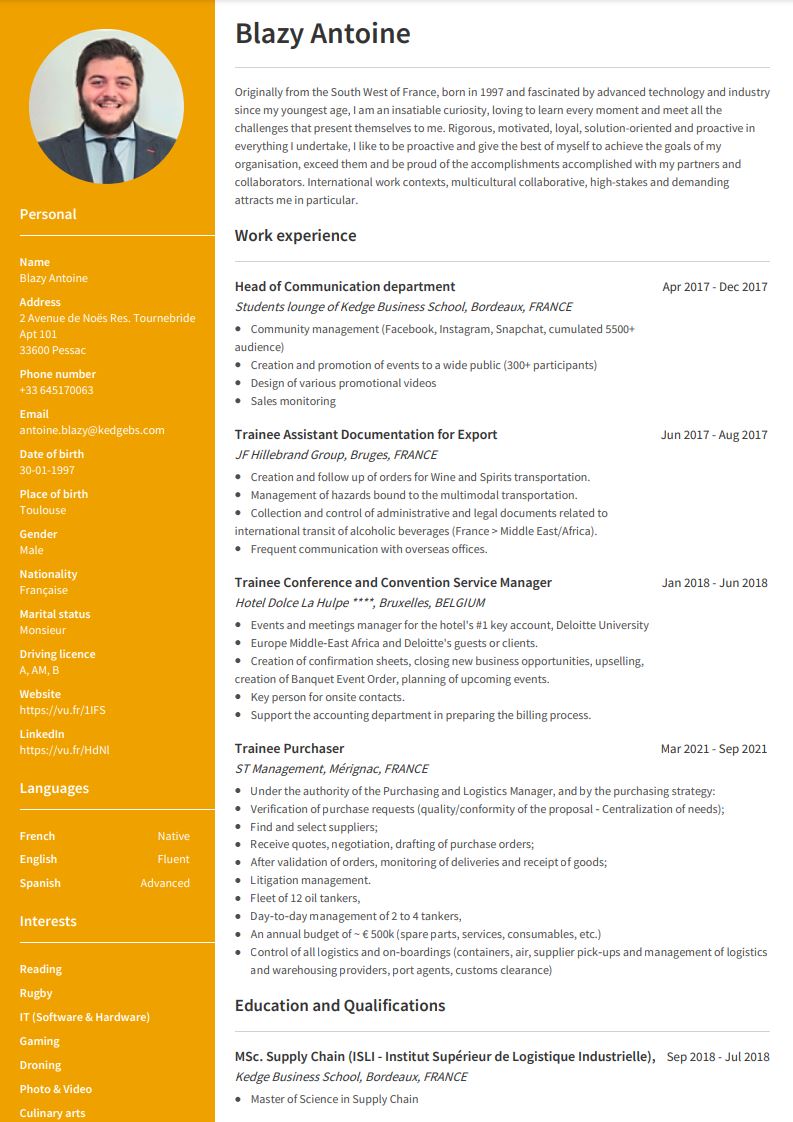 Blazy Antoine
Originally from the South West of France, born in 1997 and fascinated by advanced technology and industry
since my youngest age, I am an insatiable curiosity, loving to learn every moment and meet all the
challenges that present themselves to me. Rigorous, motivated, loyal, solution-oriented and proactive in
everything I undertake, I like to be proactive and give the best of myself to achieve the goals of my
organisation, exceed them and be proud of the accomplishments accomplished with my partners and
collaborators. International work contexts, multicultural collaborative, high-stakes and demanding
attracts me in particular.
Personal
Name
Blazy Antoine
Address
2 Avenue de Noës Res. Tournebride
Apt 101
33600 Pessac
Phone number
+33 645170063
Email
antoine.blazy@kedgebs.com
Date of birth
30-01-1997
Place of birth
Toulouse
Gender
Male
Nationality
Française
Marital status
Monsieur
Driving licence
A, AM, B
Website
https://vu.fr/1IFS
LinkedIn
https://vu.fr/HdNl
Languages
French Native
English Fluent
Spanish Advanced
Interests
Reading
Rugby
IT (Software & Hardware)
Gaming
Droning
Photo & Video
Culinary arts
Work experience
Head of Communication department Apr 2017 - Dec 2017
Students lounge of Kedge Business School, Bordeaux, FRANCE
• Community management (Facebook, Instagram, Snapchat, cumulated 5500+
audience)
• Creation and promotion of events to a wide public (300+ participants)
• Design of various promotional videos
• Sales monitoring
Trainee Assistant Documentation for Export Jun 2017 - Aug 2017
JF Hillebrand Group, Bruges, FRANCE
• Creation and follow up of orders for Wine and Spirits transportation.
• Management of hazards bound to the multimodal transportation.
• Collection and control of administrative and legal documents related to
international transit of alcoholic beverages (France > Middle East/Africa).
• Frequent communication with overseas offices.
Trainee Conference and Convention Service Manager Jan 2018 - Jun 2018
Hotel Dolce La Hulpe ****, Bruxelles, BELGIUM
• Events and meetings manager for the hotel's #1 key account, Deloitte University
• Europe Middle-East Africa and Deloitte's guests or clients.
• Creation of confirmation sheets, closing new business opportunities, upselling,
creation of Banquet Event Order, planning of upcoming events.
• Key person for onsite contacts.
• Support the accounting department in preparing the billing process.
Trainee Purchaser Mar 2021 - Sep 2021
ST Management, Mérignac, FRANCE
• Under the authority of the Purchasing and Logistics Manager, and by the purchasing strategy:
• Verification of purchase requests (quality/conformity of the proposal - Centralization of needs);
• Find and select suppliers;
• Receive quotes, negotiation, drafting of purchase orders;
• After validation of orders, monitoring of deliveries and receipt of goods;
• Litigation management.
• Fleet of 12 oil tankers,
• Day-to-day management of 2 to 4 tankers,
• An annual budget of ~ € 500k (spare parts, services, consumables, etc.)
• Control of all logistics and on-boardings (containers, air, supplier pick-ups and management of logistics
and warehousing providers, port agents, customs clearance)
Education and Qualifications
MSc. Supply Chain (ISLI - Institut Supérieur de Logistique Industrielle), Sep 2018 - Jul 2018
Kedge Business School, Bordeaux, FRANCE
• Master of Science in Supply Chain